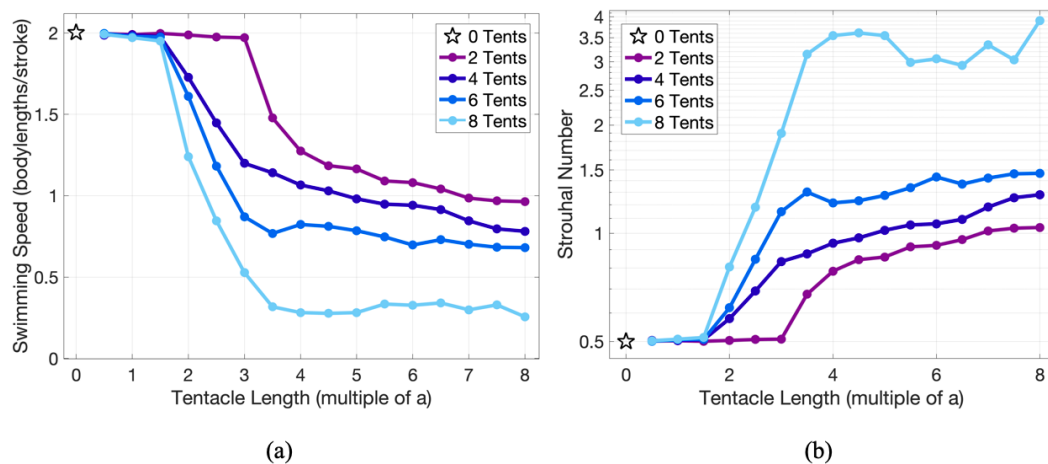 2
1.5
1
0.5
0
Swimming Speed (bodylengths/stroke)
0 Tents
2 Tents
4 Tents
6 Tents
8 Tents
0 1 2 3 4 5 6 7 8
Tentacle Length (multiple of a)
(a)
4
3.5
3
2.5
2
1.5
1
0.5
Strouhal Number
0 Tents
2 Tents
4 Tents
6 Tents
8 Tents
0 2 4 6 8
Tentacle Length (multiple of a)
(b)